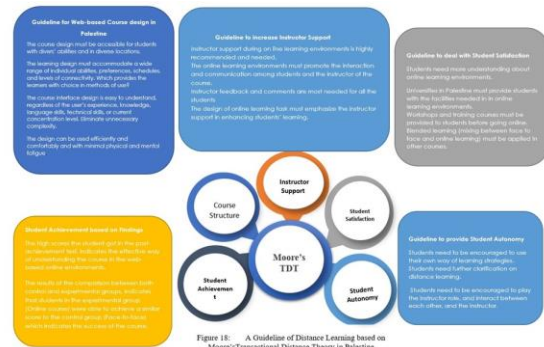 Guideline for Web-based Course design in
Palestine
The course design must be accessible for students
with divers' abilities and in diverse locations.
The learning design must accommodate a wide
range of individual abilities, preferences, schedules,
and levels of connectivity. Which provides the
learners with choice in methods of use?
The course interface design is easy to understand,
regardless of the user's experience, knowledge,
language skills, technical skills, or current
concentration level. Eliminate unnecessary
complexity.
The design can be used efficiently and
comfortably and with minimal physical and mental
fatigue
Guideline to increase Instructor Support
Instructor support during on line learning environments is highly
recommended and needed.
The online learning environments must promote the interaction
and communication among students and the instructor of the
course.
Instructor feedback and comments are most needed for all the
students
The design of online learning task must emphasize the instructor
support in enhancing students' learning.
Guideline to deal with Student Satisfaction
Students need more understanding about
online learning environments.
Universities in Palestine must provide students
with the facilities needed in in online
learning environments.
Workshops and training courses must be
provided to students before going online.
Blended learning (mixing between face to
face and online learning) must be applied in
other courses.
Student Achievement based on Findings
The high scores the student got in the post
achievement test, indicates the effective way
of understanding the course in the web
based online environments.
The results of the comparison between both
control and experimental groups, indicates
that students in the experimental group
(Online course) were able to achieve a similar
score to the control group (face-to-face)
which indicates the success of the course.
Guideline to provide Student Autonomy
Students need to be encouraged to use
their own way of learning strategies.
Students need further clarification on
distance learning.
Students need to be encouraged to play
the instructor role, and interact between
each other, and the instructor.
Instructor
Support
Course
Structure
Student
Satisfaction
Moore's
TDT
Student
Achievemen
t
Student
Autonomy
Figure 18: A Guideline of Distance Learning based on
Moore's Transactional Distance Theory in Palestine